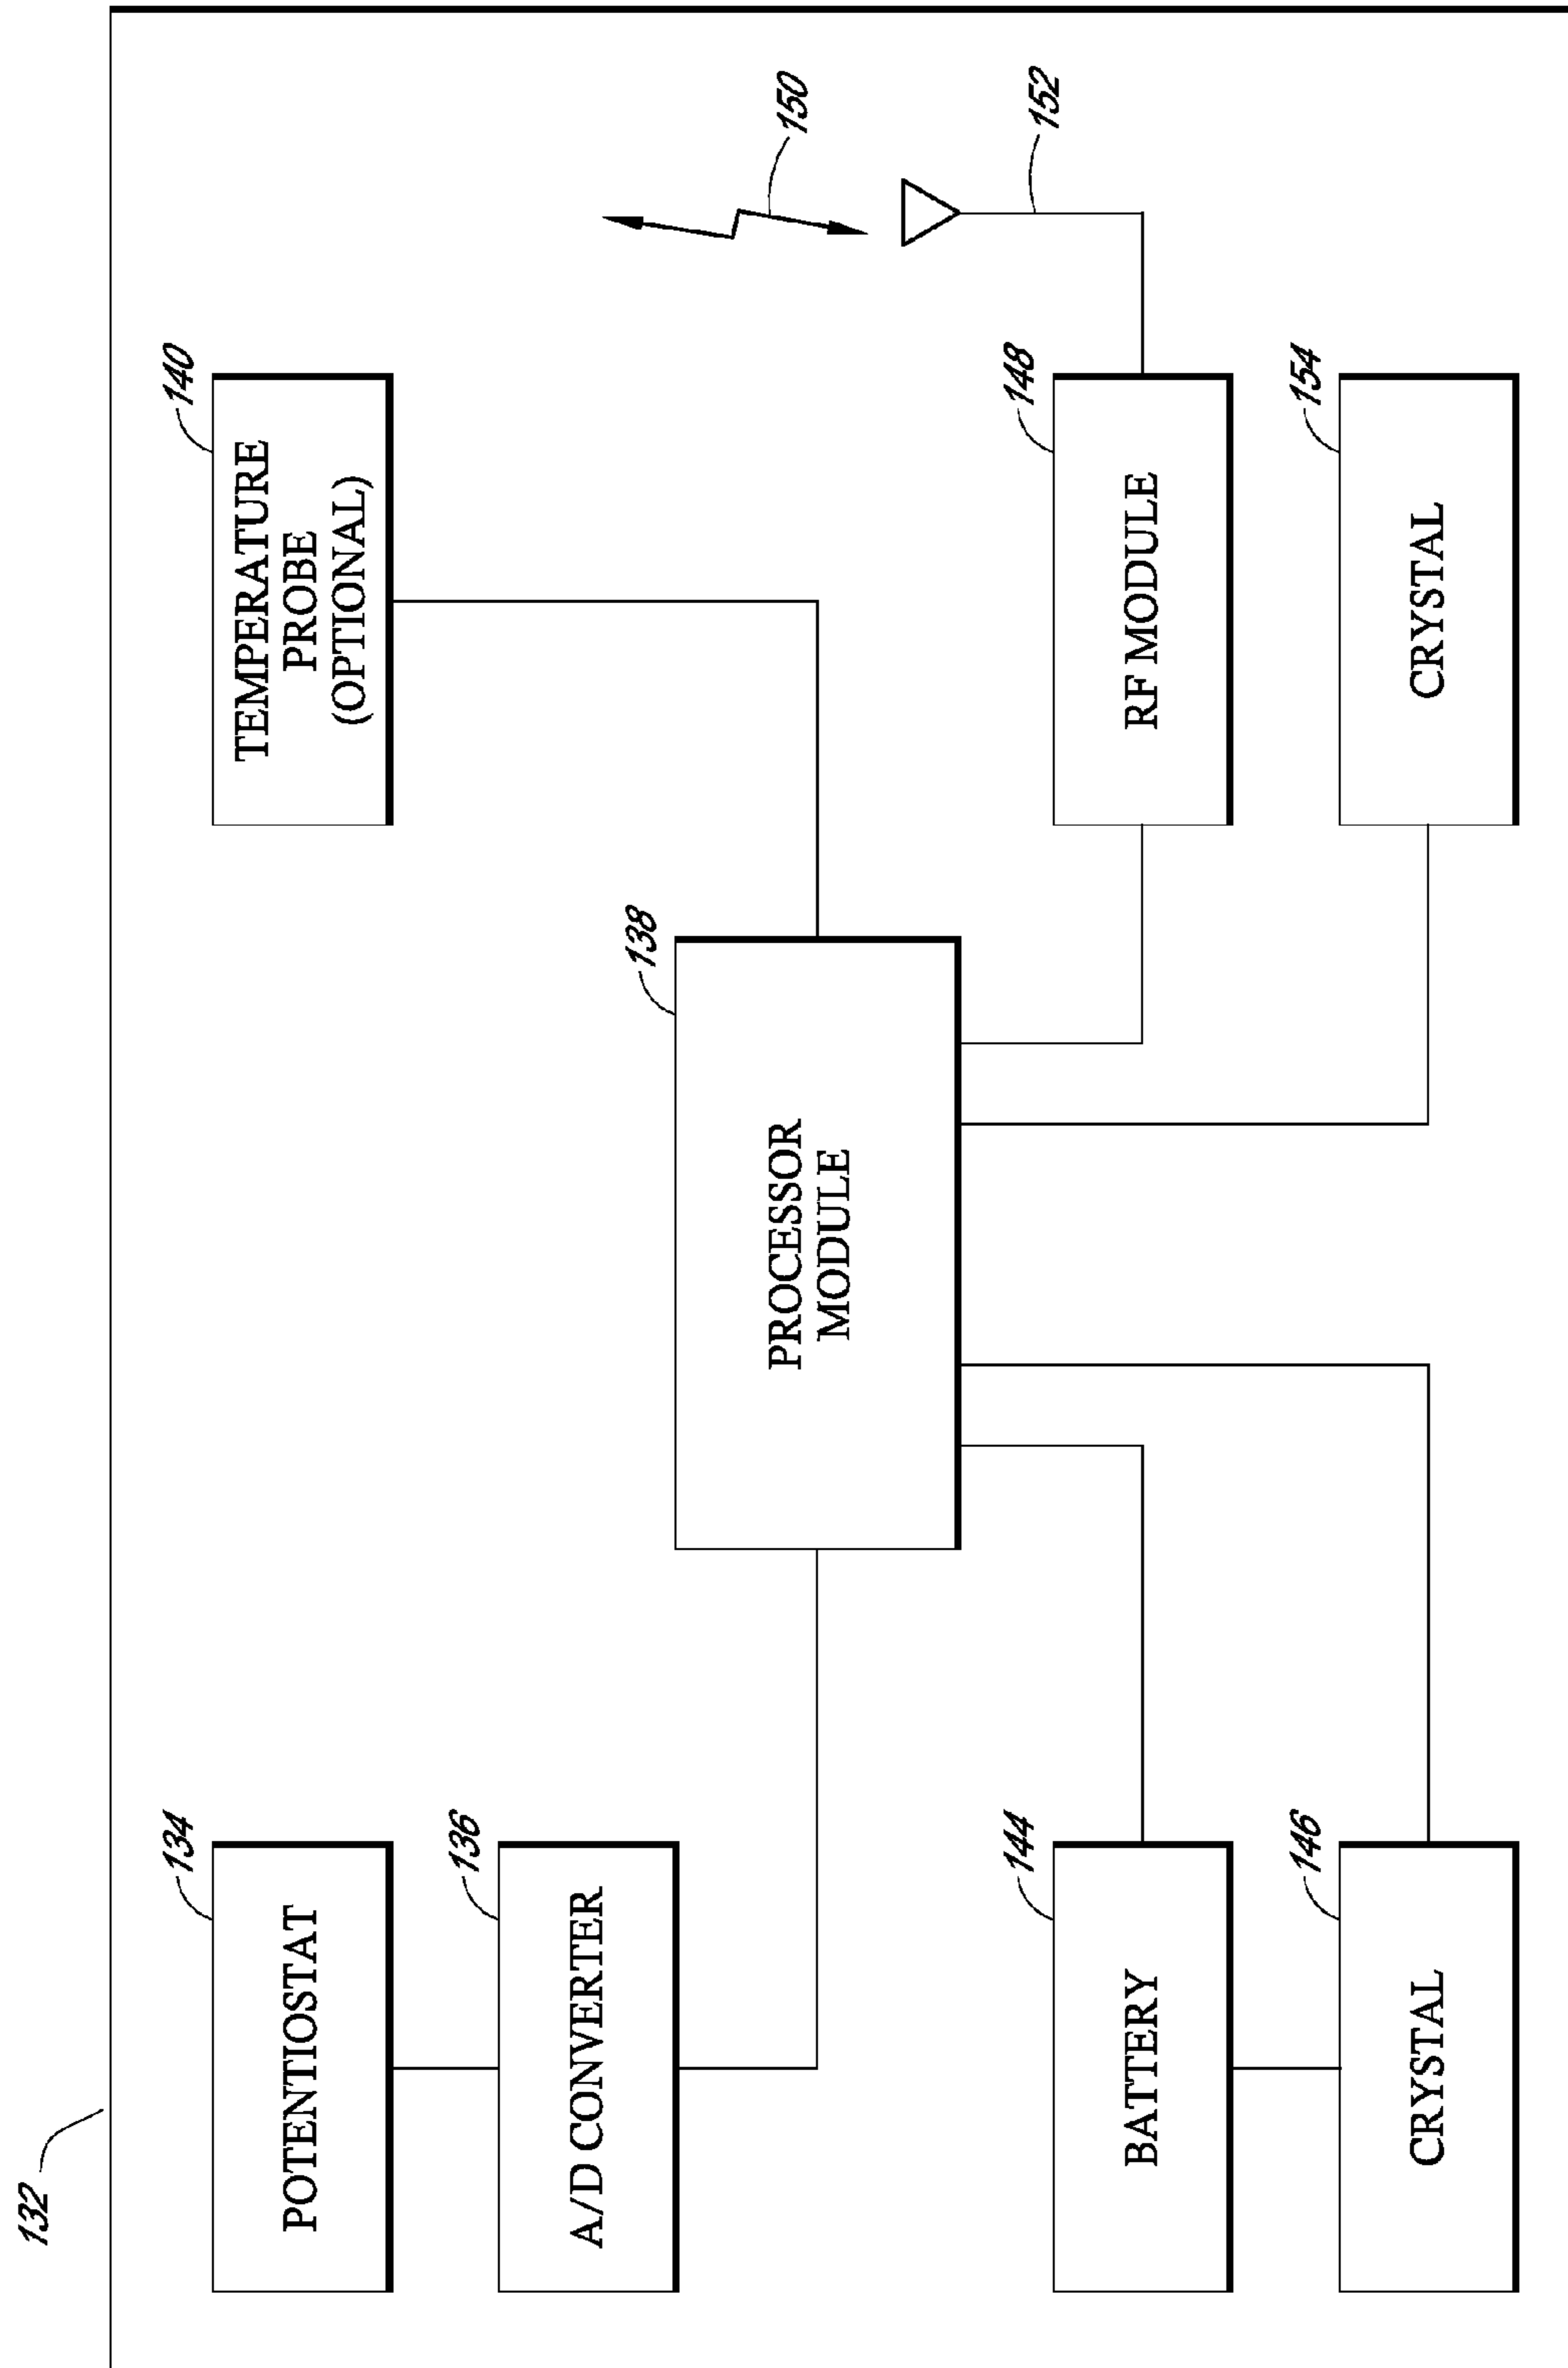 132
134
POTENTIOSTAT
136
A/D CONVERTER
138
PROCESSOR
MODULE
140
TEMPERATURE
PROBE
(OPTIONAL)
150
152
144
BATTERY
146
CRYSTAL
148
RF MODULE
154
CRYSTAL